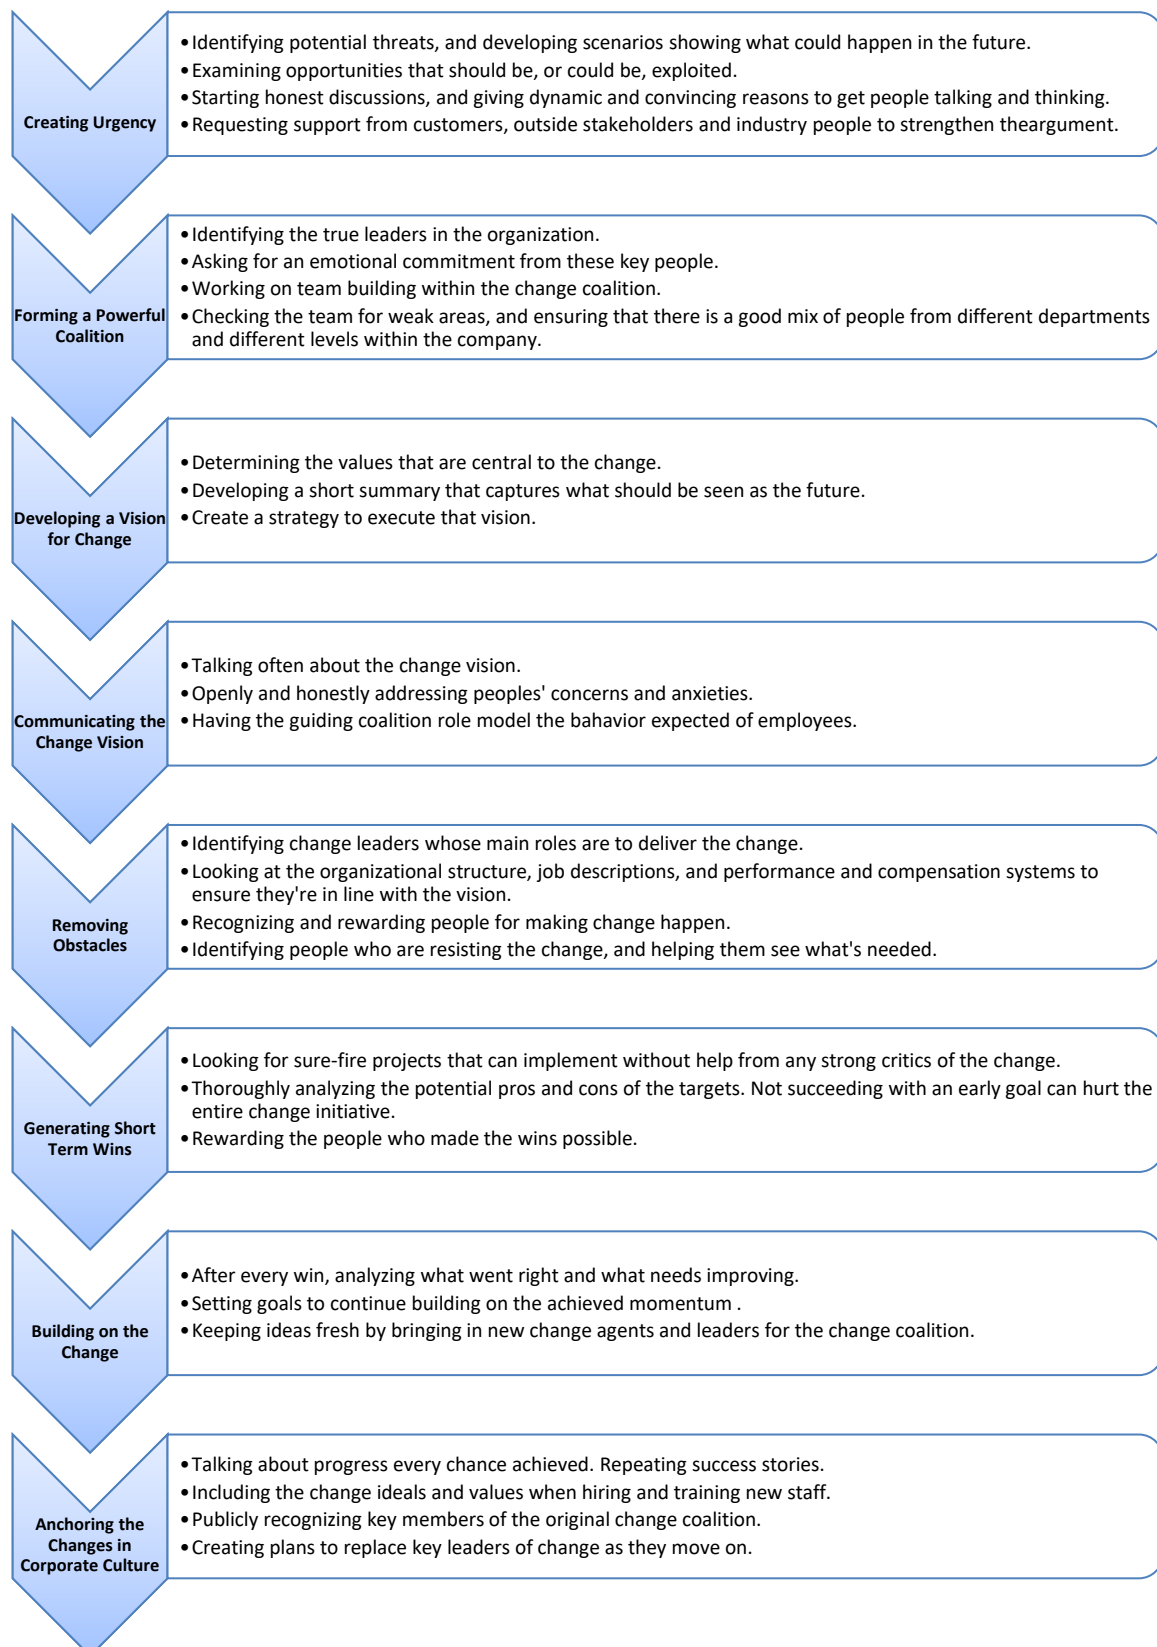 Creating Urgency
•Identifying potential threats, and developing scenarios showing what could happen in the future.
•Examining opportunities that should be, or could be, exploited.
•Starting honest discussions, and giving dynamic and convincing reasons to get people talking and thinking.
•Requesting support from customers, outside stakeholders and industry people to strengthen theargument.
Forming a Powerful
Coalition
•Identifying the true leaders in the organization.
•Asking for an emotional commitment from these key people.
•Working on team building within the change coalition.
•Checking the team for weak areas, and ensuring that there is a good mix of people from different departments
and different levels within the company.
Developing a Vision
for Change
•Determining the values that are central to the change.
•Developing a short summary that captures what should be seen as the future.
•Create a strategy to execute that vision.
Communicating the
Change Vision
•Talking often about the change vision.
•Openly and honestly addressing peoples' concerns and anxieties.
•Having the guiding coalition role model the bahavior expected of employees.
Removing
Obstacles
•Identifying change leaders whose main roles are to deliver the change.
•Looking at the organizational structure, job descriptions, and performance and compensation systems to
ensure they're in line with the vision.
•Recognizing and rewarding people for making change happen.
•Identifying people who are resisting the change, and helping them see what's needed.
Generating Short
Term Wins
•Looking for sure-fire projects that can implement without help from any strong critics of the change.
•Thoroughly analyzing the potential pros and cons of the targets. Not succeeding with an early goal can hurt the
entire change initiative.
•Rewarding the people who made the wins possible.
Building on the
Change
•After every win, analyzing what went right and what needs improving.
•Setting goals to continue building on the achieved momentum .
•Keeping ideas fresh by bringing in new change agents and leaders for the change coalition.
Anchoring the
Changes in
Corporate Culture
•Talking about progress every chance achieved. Repeating success stories.
•Including the change ideals and values when hiring and training new staff.
•Publicly recognizing key members of the original change coalition.
•Creating plans to replace key leaders of change as they move on.